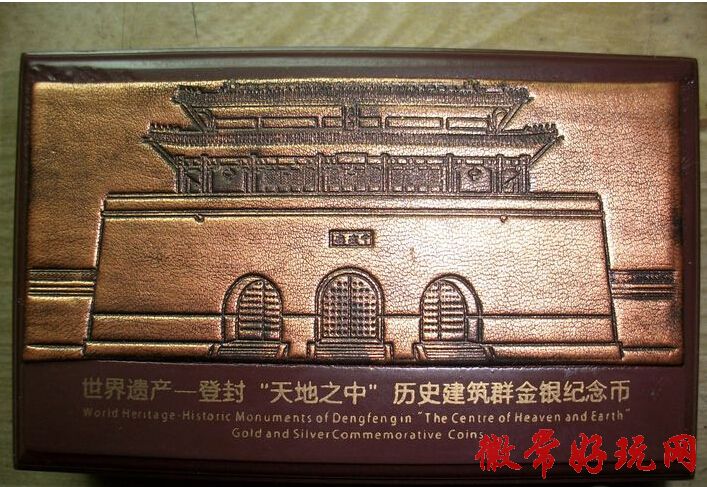 世界遗产—登封 "天地之中" 历史建筑群金银纪念币
World Heritage-Historic Monuments of Dengfeng in "The Centre of Heaven and Earth"
Gold and Silver Commemorative Coins
徽常好玩网